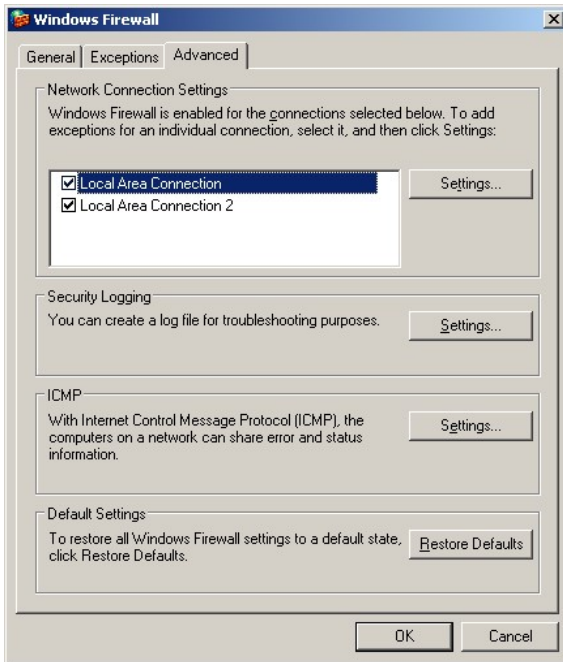 Windows Firewall
General Exceptions Advanced
Network Connection Settings
Windows Firewall is enabled for the connections selected below. To add
exceptions for an individual connection, select it, and then click Settings:
Local Area Connection
Settings...
Local Area Connection 2
Security Logging
You can create a log file for troubleshooting purposes.
Settings...
ICMP
With Internet Control Message Protocol (ICMP), the
computers on a network can share error and status
information.
Settings...
Default Settings
To restore all Windows Firewall settings to a default state,
click Restore Defaults.
Restore Defaults
OK Cancel